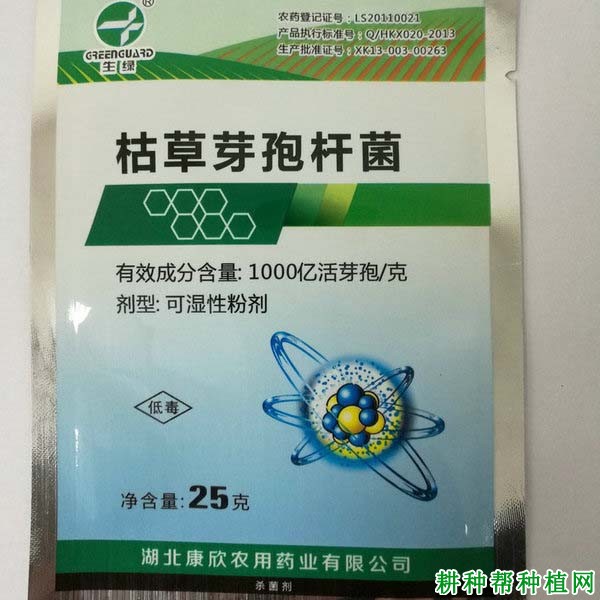 农药登记证号：LS20110021
产品执行标准号：Q/HKX020-2013
生产批准证号：XK13-003-00263
®
GREENGUARD
生绿
枯草芽孢杆菌
有效成分含量: 1000亿活芽孢/克
剂型: 可湿性粉剂
低毒
净含量: 25克
湖北康欣农用药业有限公司
杀菌剂
耕种帮种植网